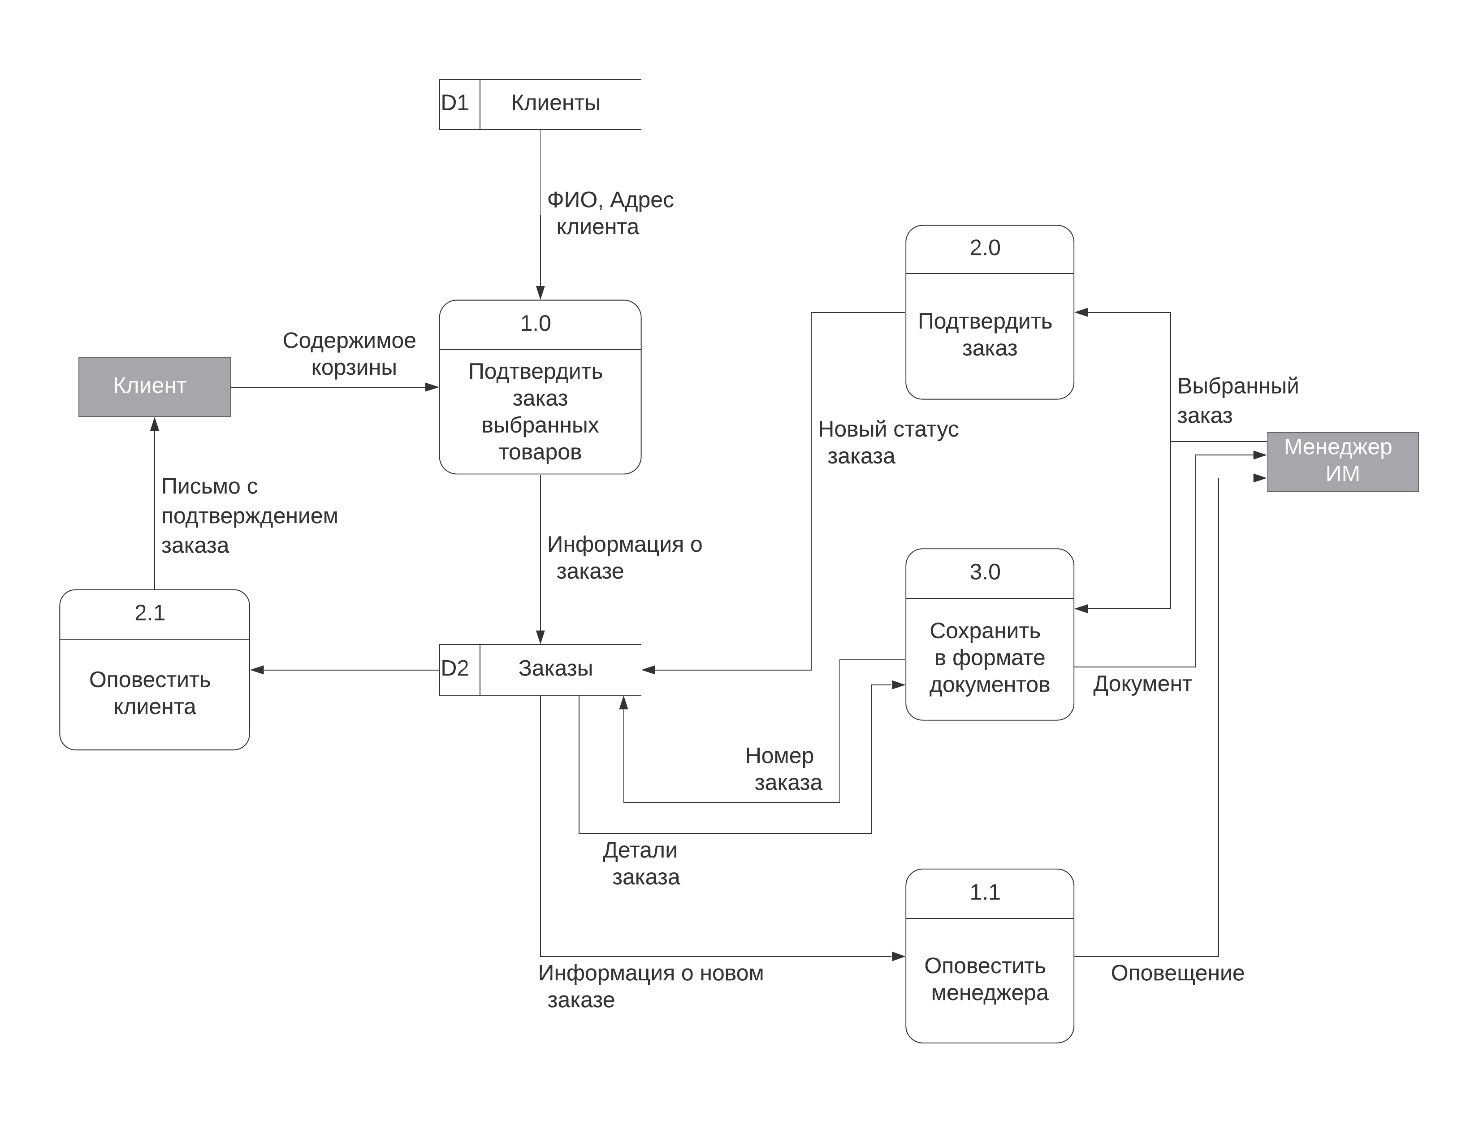 D1
Клиенты
ФИО, Адрес
клиента
2.0
Подтвердить
заказ
1.0
Подтвердить
заказ
выбранных
товаров
Содержимое
корзины
Клиент
Выбранный
заказ
Новый статус
заказа
Менеджер
ИМ
Письмо с
подтверждением
заказа
Информация о
заказе
3.0
Сохранить
в формате
документов
2.1
Оповестить
клиента
D2
Заказы
Документ
Номер
заказа
Детали
заказа
1.1
Оповестить
менеджера
Информация о новом
заказе
Оповещение